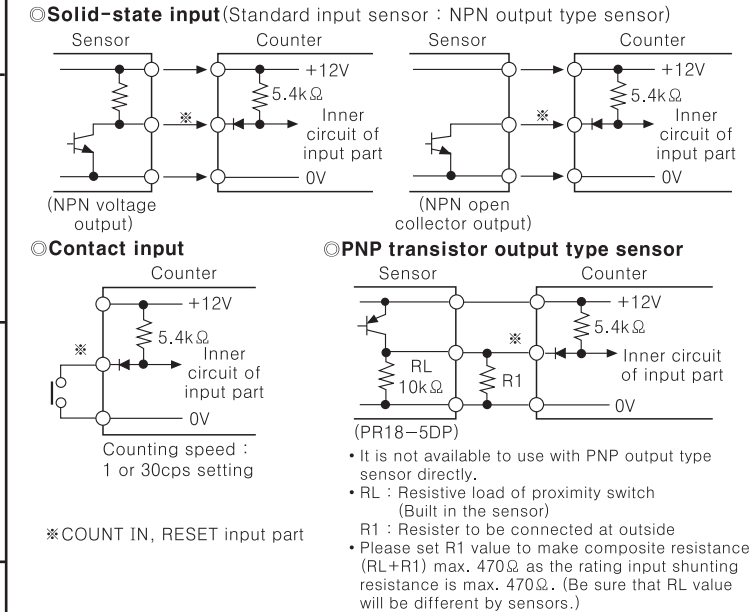 ◎Solid-state input(Standard input sensor : NPN output type sensor)
Sensor
Counter
+12V
5.4kΩ
※
Inner
circuit of
input part
0V
(NPN voltage
output)
Sensor
Counter
+12V
5.4kΩ
※
Inner
circuit of
input part
0V
(NPN open
collector output)
◎Contact input
Counter
+12V
5.4kΩ
※
Inner
circuit of
input part
0V
Counting speed :
1 or 30cps setting
※COUNT IN, RESET input part
◎PNP transistor output type sensor
Sensor
Counter
+12V
5.4kΩ
※
Inner circuit
of input part
RL
10kΩ
R1
0V
(PR18-5DP)
• It is not available to use with PNP output type
sensor directly.
• RL : Resistive load of proximity switch
(Built in the sensor)
R1 : Resister to be connected at outside
• Please set R1 value to make composite resistance
(RL+R1) max. 470Ω as the rating input shunting
resistance is max. 470Ω. (Be sure that RL value
will be different by sensors.)